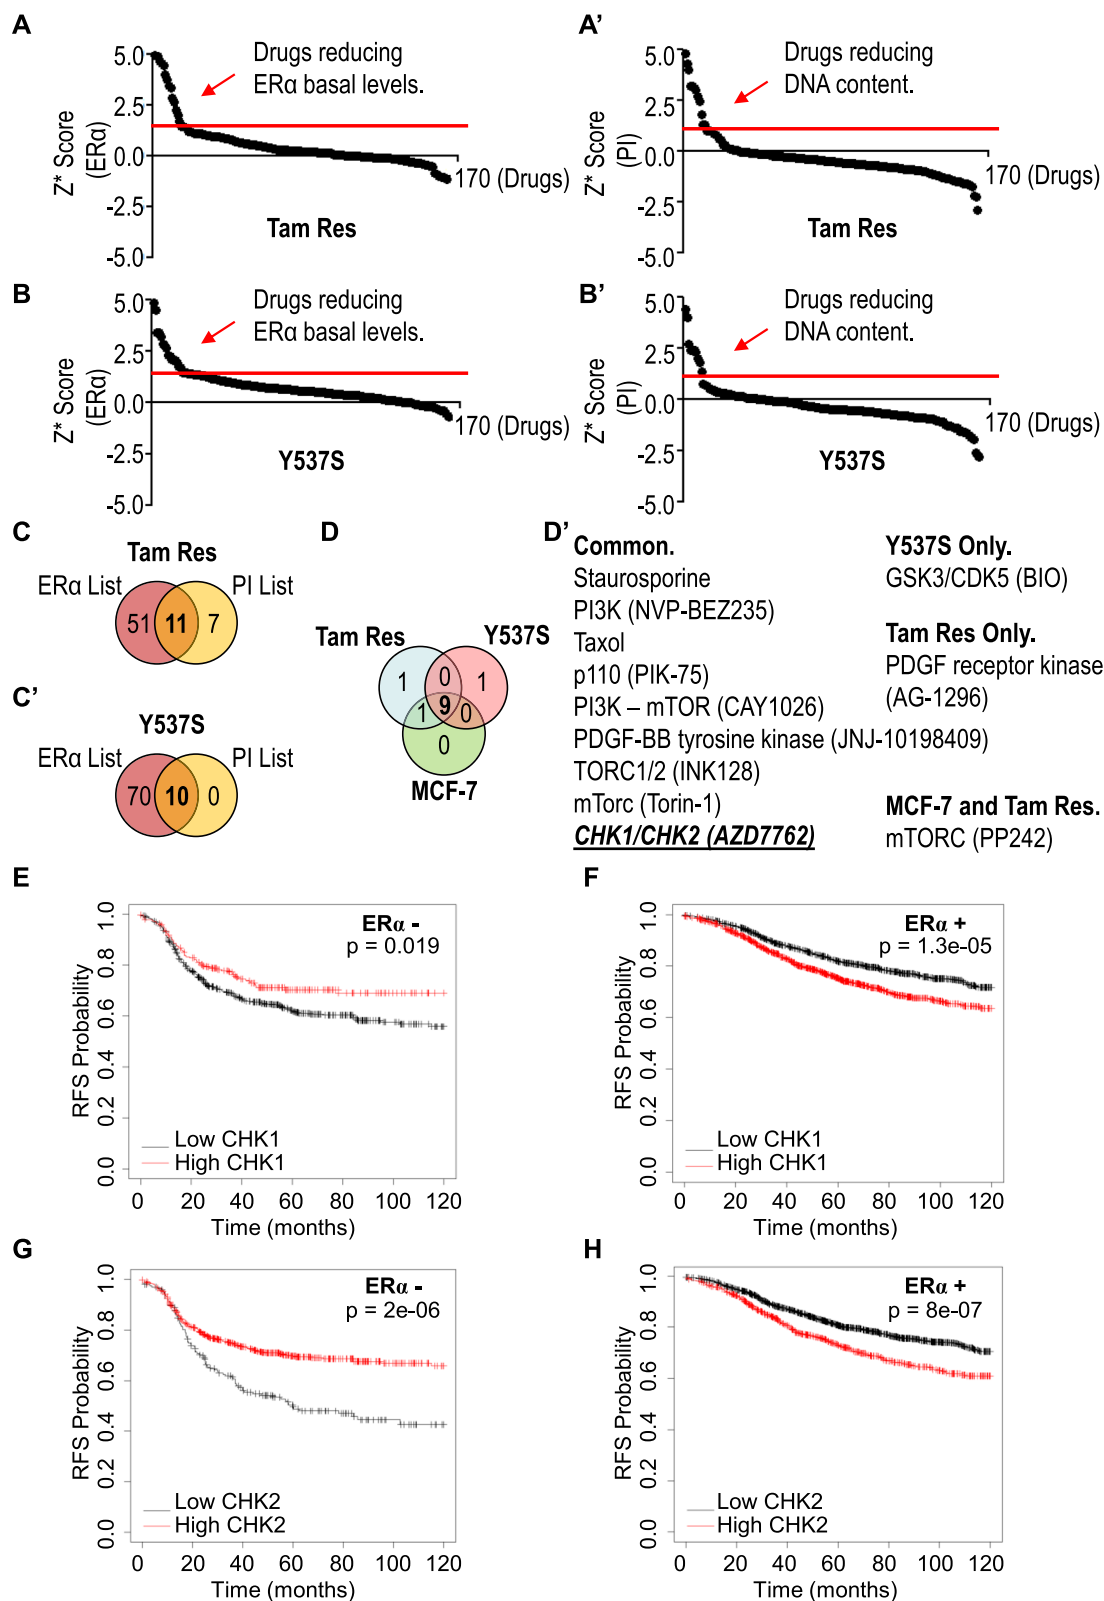 A
5.0
2.5
0.0
-2.5
-5.0
Z* Score
(ERα)
Drugs reducing
ERα basal levels.
170 (Drugs)
Tam Res
A’
5.0
2.5
0.0
-2.5
-5.0
Z* Score
(PI)
Drugs reducing
DNA content.
170 (Drugs)
Tam Res
B
5.0
2.5
0.0
-2.5
-5.0
Z* Score
(ERα)
Drugs reducing
ERα basal levels.
170 (Drugs)
Y537S
B’
5.0
2.5
0.0
-2.5
-5.0
Z* Score
(PI)
Drugs reducing
DNA content.
170 (Drugs)
Y537S
C
Tam Res
ERα List
PI List
51 11 7
C’
Y537S
ERα List
PI List
70 10 0
D
Tam Res
Y537S
1 0 1
9
1 0
0
MCF-7
D’
Common.
Staurosporine
PI3K (NVP-BEZ235)
Taxol
p110 (PIK-75)
PI3K – mTOR (CAY1026)
PDGF-BB tyrosine kinase (JNJ-10198409)
TORC1/2 (INK128)
mTorc (Torin-1)
CHK1/CHK2 (AZD7762)
Y537S Only.
GSK3/CDK5 (BIO)
Tam Res Only.
PDGF receptor kinase
(AG-1296)
MCF-7 and Tam Res.
mTORC (PP242)
E
ERα -
p = 0.019
RFS Probability
1.0
0.8
0.6
0.4
0.2
0.0
Low CHK1
High CHK1
0 20 40 60 80 100 120
Time (months)
F
ERα +
p = 1.3e-05
RFS Probability
1.0
0.8
0.6
0.4
0.2
0.0
Low CHK1
High CHK1
0 20 40 60 80 100 120
Time (months)
G
ERα -
p = 2e-06
RFS Probability
1.0
0.8
0.6
0.4
0.2
0.0
Low CHK2
High CHK2
0 20 40 60 80 100 120
Time (months)
H
ERα +
p = 8e-07
RFS Probability
1.0
0.8
0.6
0.4
0.2
0.0
Low CHK2
High CHK2
0 20 40 60 80 100 120
Time (months)